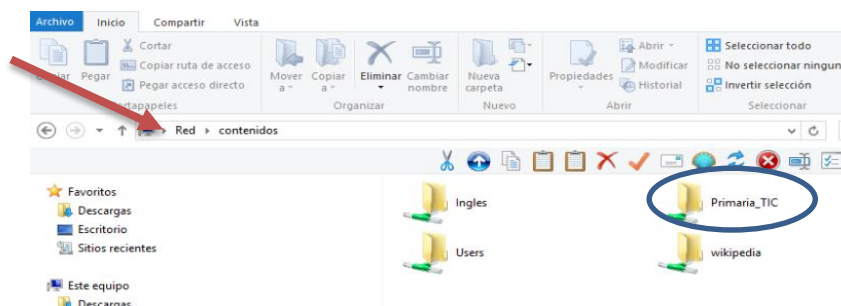 Archivo Inicio Compartir Vista
Cortar
Copiar ruta de acceso
Pegar acceso directo
Pegar
Mover a
Copiar a
Eliminar
Cambiar nombre
Nueva carpeta
Propiedades
Abrir
Modificar
Historial
Seleccionar todo
No seleccionar ningun
Invertir selección
Organizar Nuevo Abrir Seleccionar
Red contenidos
Favoritos
Descargas
Escritorio
Sitios recientes
Este equipo
Descargas
Ingles Primaria_TIC
Users wikipedia